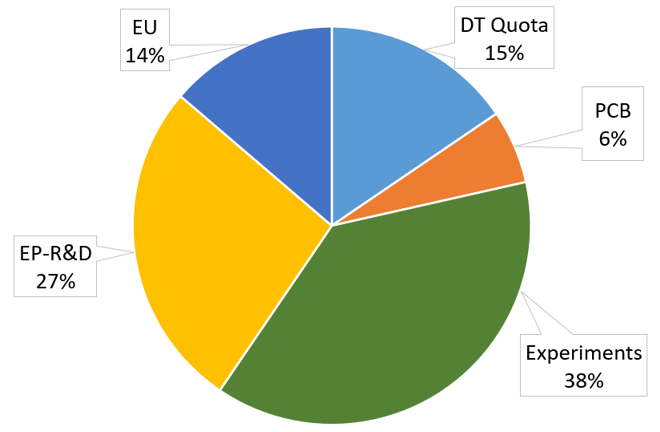 EU
14%
DT Quota
15%
PCB
6%
EP-R&D
27%
Experiments
38%